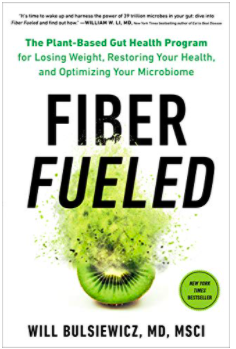 "It's time to wake up and harness the power of 39 trillion microbes in your gut: dive into
Fiber Fueled and find out how." —WILLIAM W. LI, MD, New York Times bestselling author of Eat to Beat Disease
The Plant-Based Gut Health Program
for Losing Weight, Restoring Your Health,
and Optimizing Your Microbiome
FIBER
FUELED
NEW YORK
TIMES
BESTSELLER
WILL BULSIEWICZ, MD, MSCI